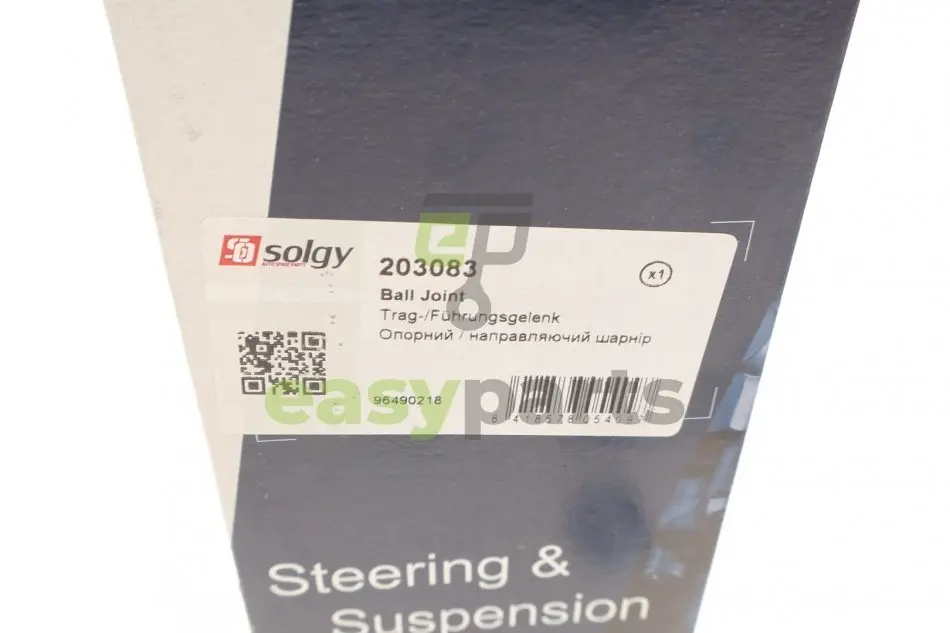 solgy
203083
x1
Ball Joint
Trag-/Führungsgelenk
Опорний / направляючий шарнір
96490218
easyparts
Steering &
Suspension